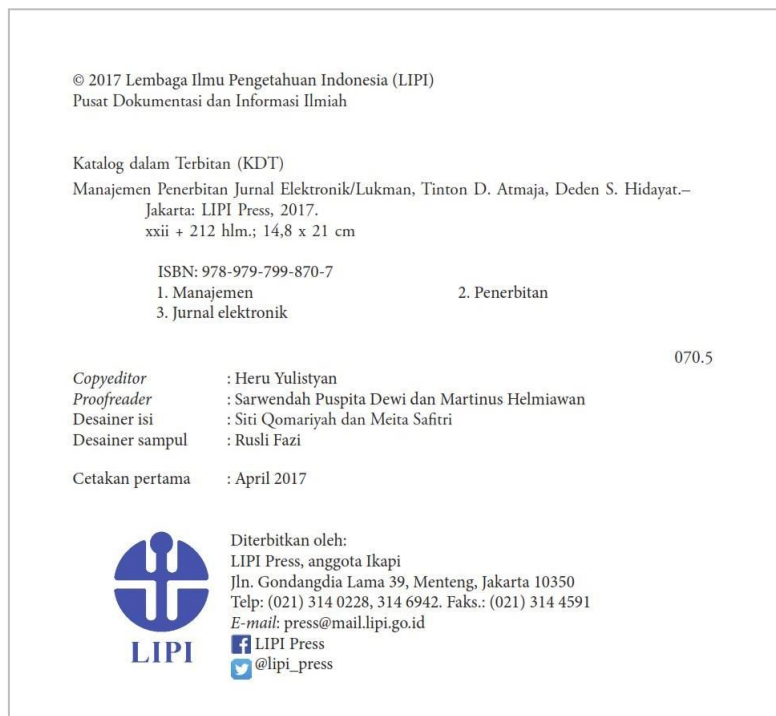 © 2017 Lembaga Ilmu Pengetahuan Indonesia (LIPI)
Pusat Dokumentasi dan Informasi Ilmiah
Katalog dalam Terbitan (KDT)
Manajemen Penerbitan Jurnal Elektronik/Lukman, Tinton D. Atmaja, Deden S. Hidayat.–
Jakarta: LIPI Press, 2017.
xxii + 212 hlm.; 14,8 x 21 cm
ISBN: 978-979-799-870-7
1. Manajemen 2. Penerbitan
3. Jurnal elektronik
070.5
Copyeditor : Heru Yulistyan
Proofreader : Sarwendah Puspita Dewi dan Martinus Helmiawan
Desainer isi : Siti Qomariyah dan Meita Safitri
Desainer sampul : Rusli Fazi
Cetakan pertama : April 2017
Diterbitkan oleh:
LIPI Press, anggota Ikapi
Jln. Gondangdia Lama 39, Menteng, Jakarta 10350
Telp: (021) 314 0228, 314 6942. Faks.: (021) 314 4591
E-mail: press@mail.lipi.go.id
LIPI Press
@lipi_press
LIPI